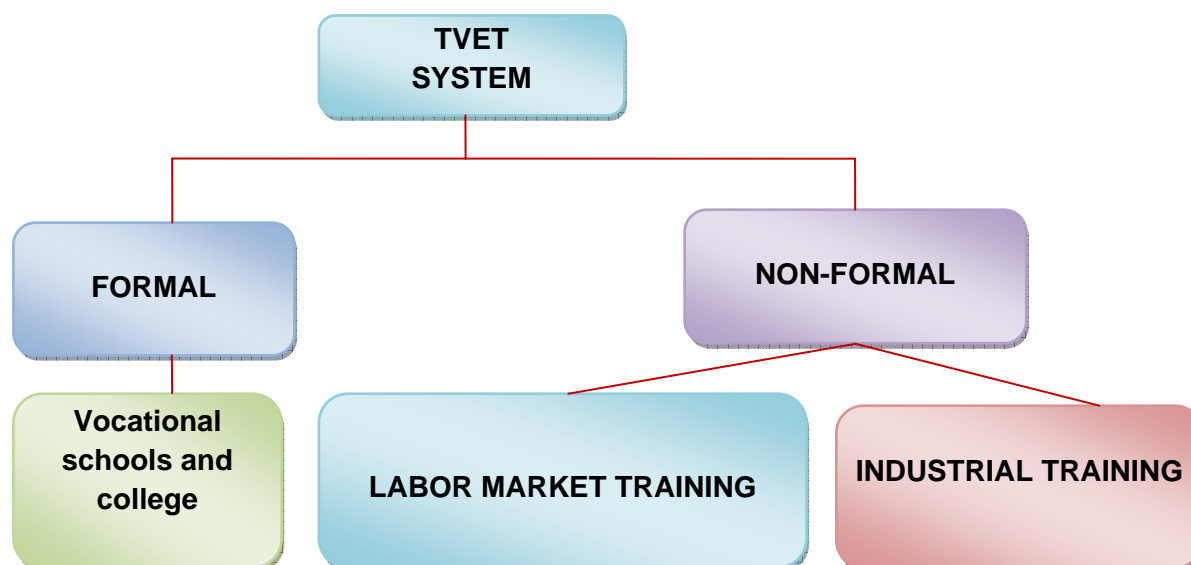 TVET
SYSTEM
FORMAL
NON-FORMAL
Vocational
schools and
college
LABOR MARKET TRAINING
INDUSTRIAL TRAINING